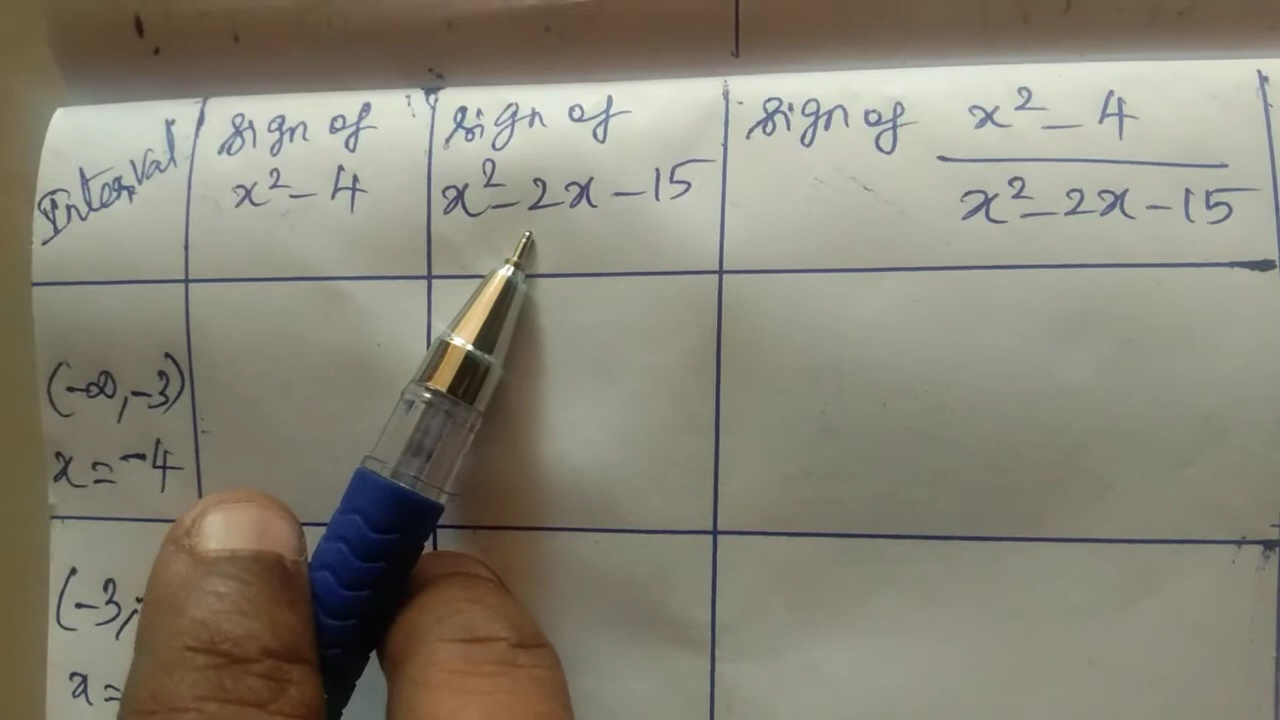 Interval
sign of
x² - 4
sign of
x² - 2x - 15
sign of x² - 4
x² - 2x - 15
(-∞, -3)
x = -4
(-3,
x =